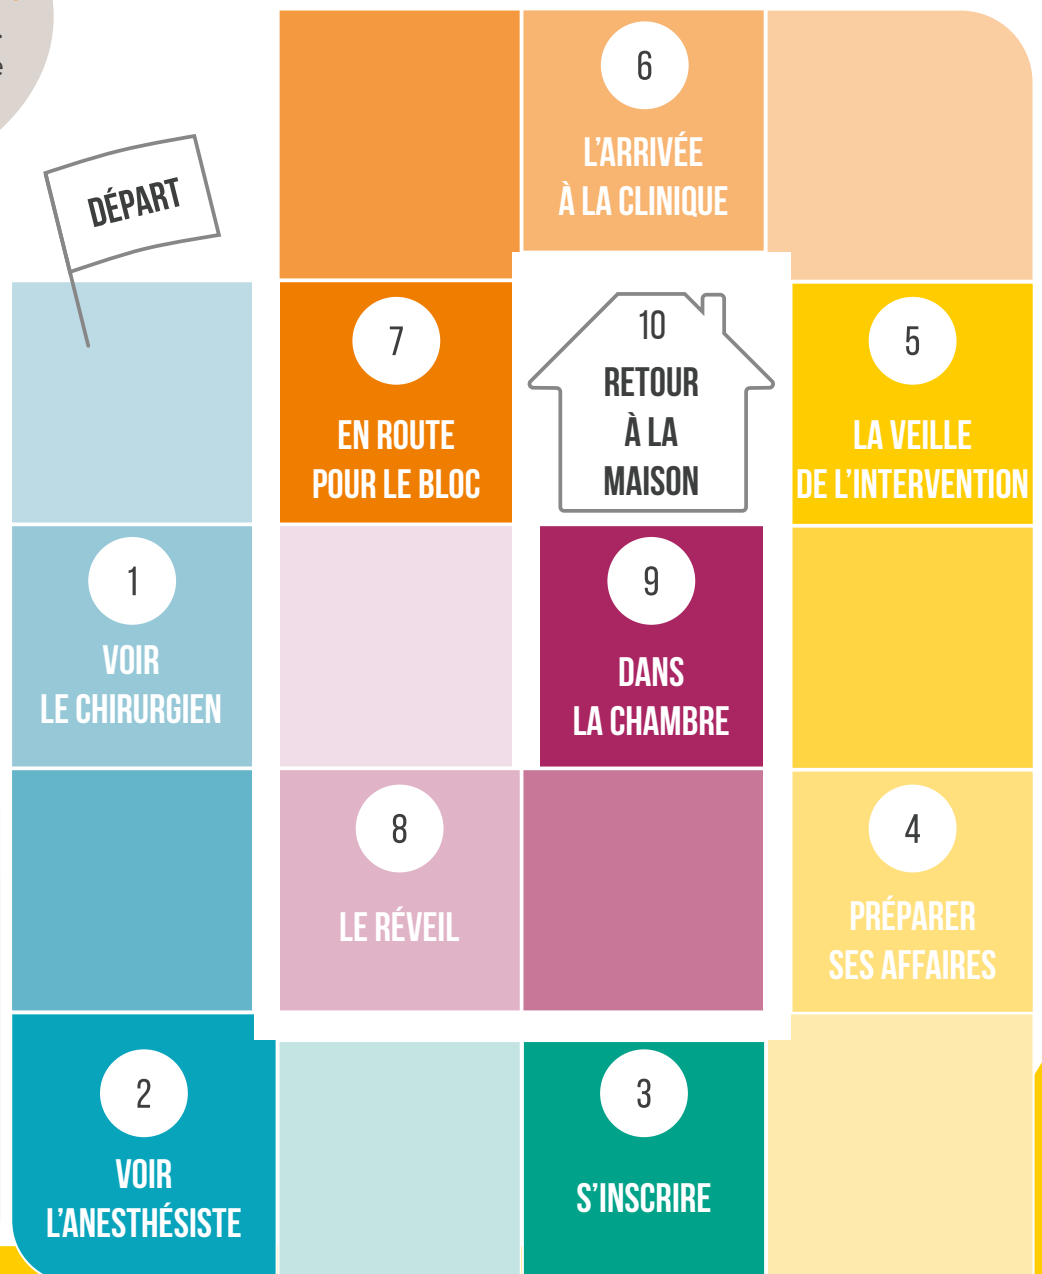 DÉPART
6
L'ARRIVÉE
À LA CLINIQUE
7
EN ROUTE
POUR LE BLOC
10
RETOUR
À LA
MAISON
5
LA VEILLE
DE L'INTERVENTION
1
VOIR
LE CHIRURGIEN
9
DANS
LA CHAMBRE
8
LE RÉVEIL
4
PRÉPARER
SES AFFAIRES
2
VOIR
L'ANESTHÉSISTE
3
S'INSCRIRE